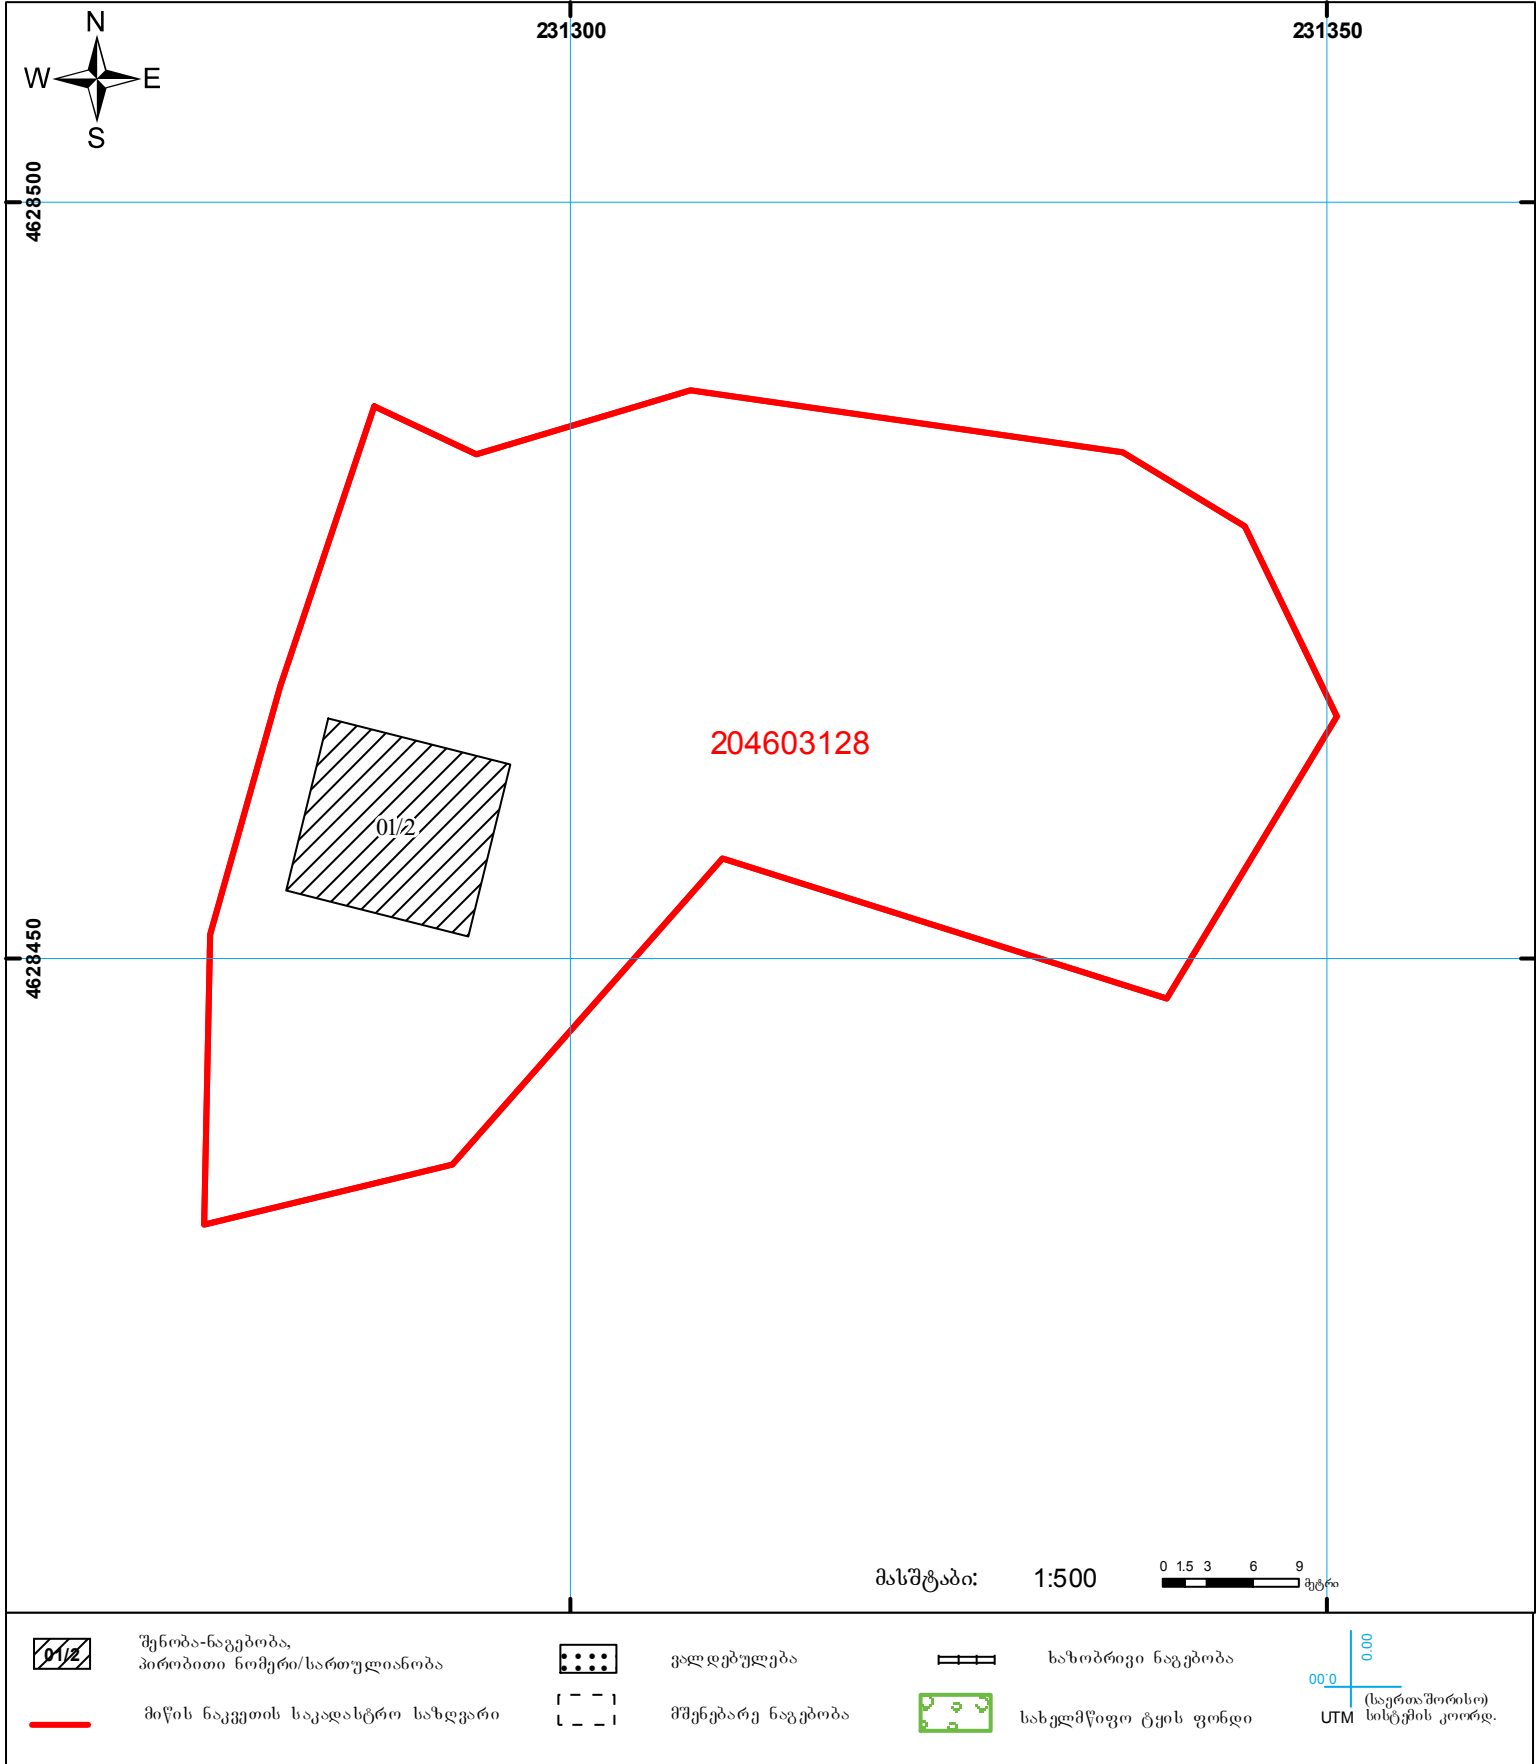 N
W E
S
231300 231350
4628500
4628450
204603128
01/2
მასშტაბი: 1:500
0 1.5 3 6 9
მეტრი
01/2
შენობა-ნაგებობა,
პირობითი ნომერი/სართულიანობა
ვალდებულება
ხაზობრივი ნაგებობა
მიწის ნაკვეთის საკადასტრო საზღვარი
მშენებარე ნაგებობა
სახელმწიფო ტყის ფონდი
00.0
00.0
UTM
(საერთაშორისო)
სისტემის კოორდ.